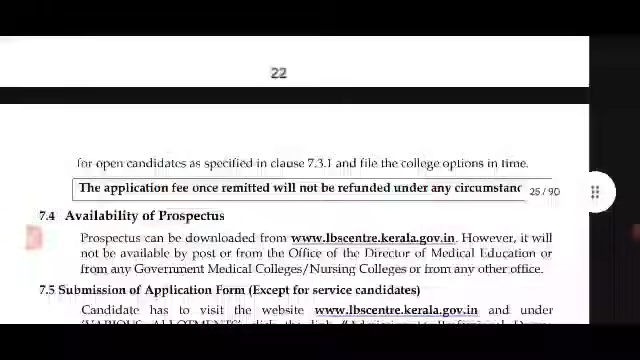 22
for open candidates as specified in clause 7.3.1 and file the college options in time.
The application fee once remitted will not be refunded under any
25 / 90
7.4 Availability of Prospectus
Prospectus can be downloaded from www.lbscentre.kerala.gov.in. However, it will
not be available by post or from the Office of the Director of Medical Education or
from any Government Medical Colleges/Nursing Colleges or from any other office.
7.5 Submission of Application Form (Except for service candidates)
Candidate has to visit the website www.lbscentre.kerala.gov.in and under